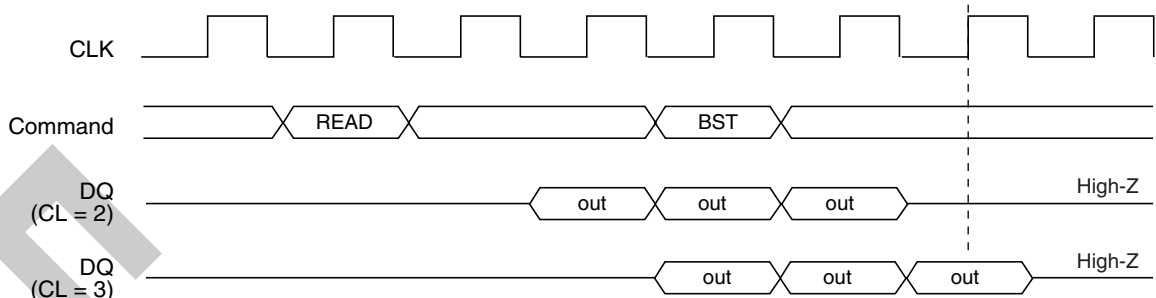 CLK
Command READ BST
DQ
(CL = 2) out out out High-Z
DQ
(CL = 3) out out out High-Z